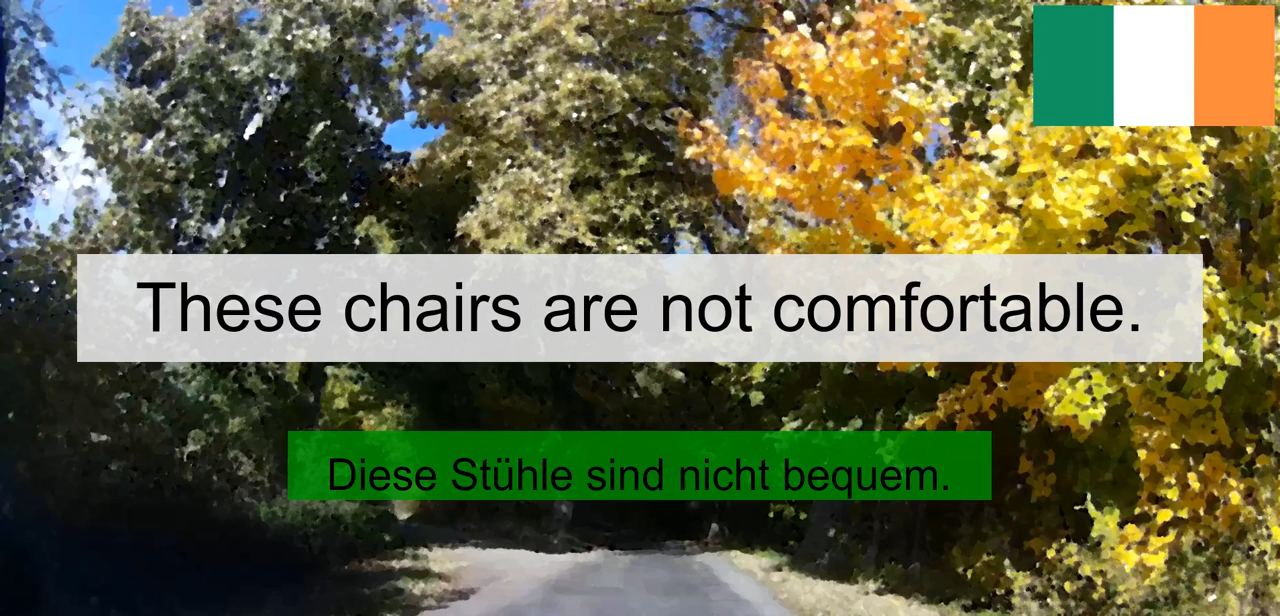 These chairs are not comfortable.
Diese Stühle sind nicht bequem.